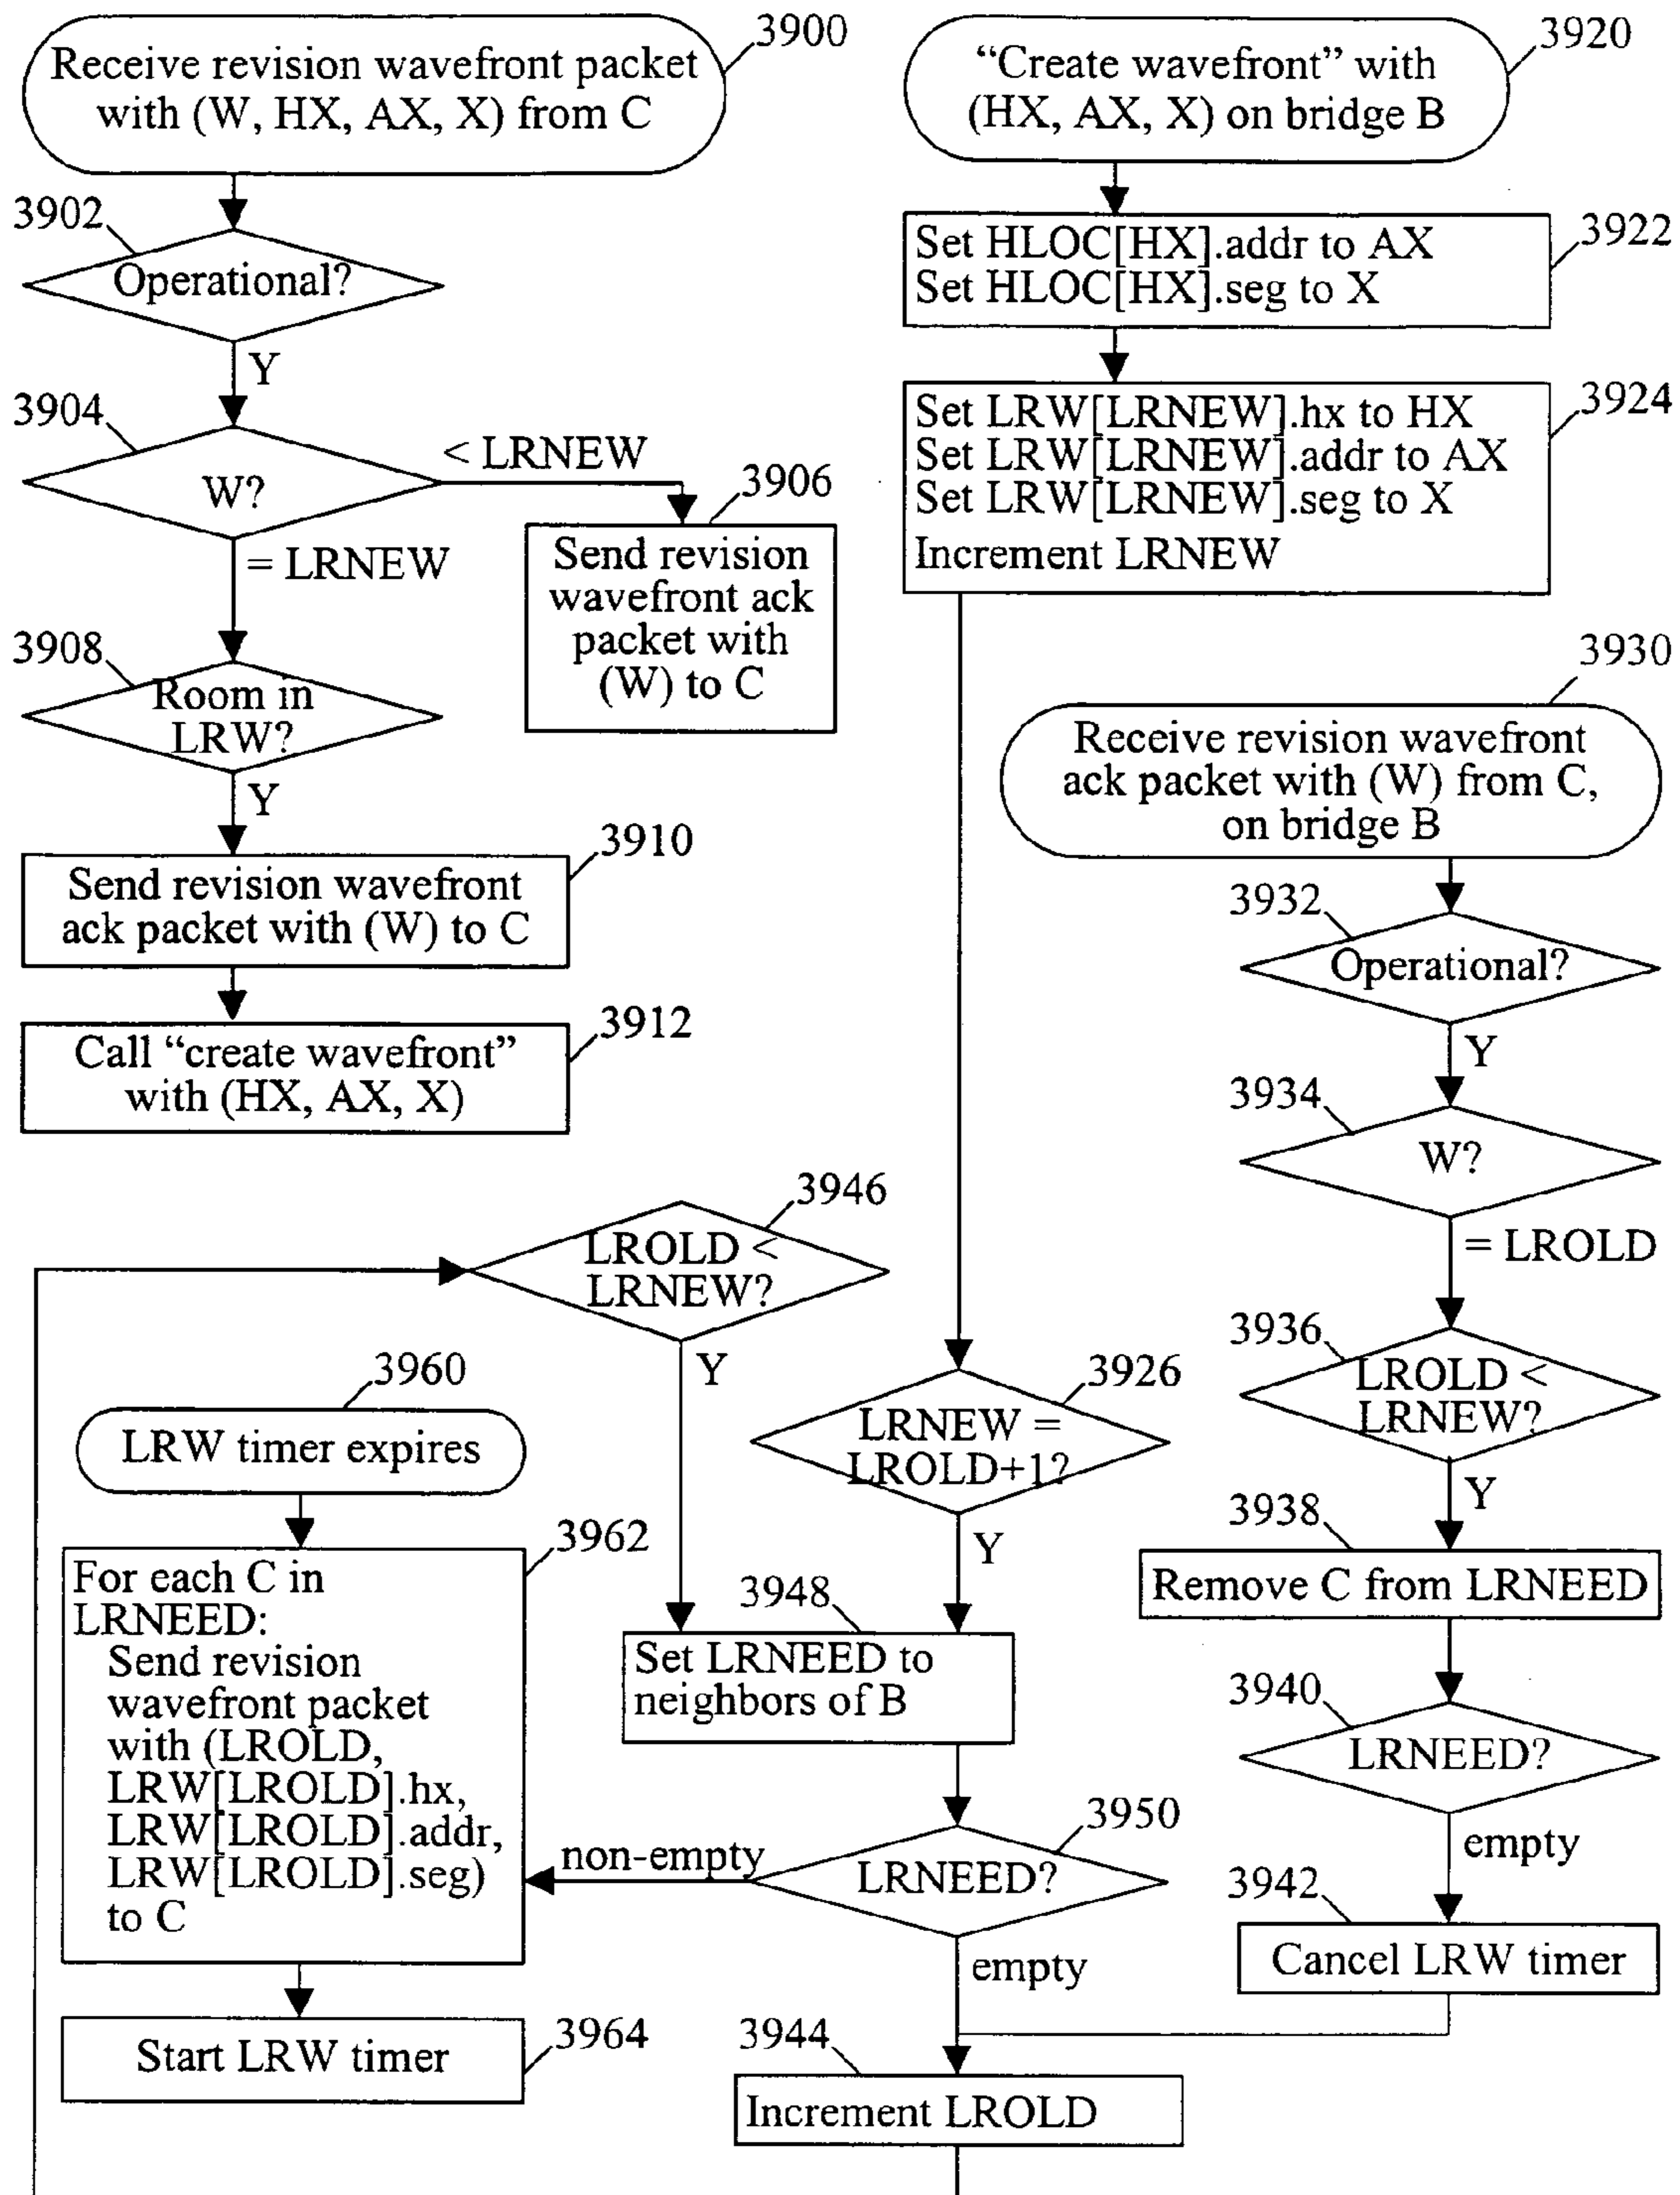 3900
Receive revision wavefront packet
with (W, HX, AX, X) from C
3902
Operational?
Y
3904
W?
< LRNEW
3906
Send revision
wavefront ack
packet with
(W) to C
= LRNEW
3908
Room in
LRW?
Y
3910
Send revision wavefront
ack packet with (W) to C
3912
Call “create wavefront”
with (HX, AX, X)
3920
“Create wavefront” with
(HX, AX, X) on bridge B
3922
Set HLOC[HX].addr to AX
Set HLOC[HX].seg to X
3924
Set LRW[LRNEW].hx to HX
Set LRW[LRNEW].addr to AX
Set LRW[LRNEW].seg to X
Increment LRNEW
3930
Receive revision wavefront
ack packet with (W) from C,
on bridge B
3932
Operational?
Y
3934
W?
= LROLD
3936
LROLD <
LRNEW?
Y
3938
Remove C from LRNEED
3940
LRNEED?
empty
3942
Cancel LRW timer
3946
LROLD <
LRNEW?
Y
3926
LRNEW =
LROLD+1?
Y
3948
Set LRNEED to
neighbors of B
3950
LRNEED?
non-empty
empty
3944
Increment LROLD
3960
LRW timer expires
3962
For each C in
LRNEED:
Send revision
wavefront packet
with (LROLD,
LRW[LROLD].hx,
LRW[LROLD].addr,
LRW[LROLD].seg)
to C
3964
Start LRW timer